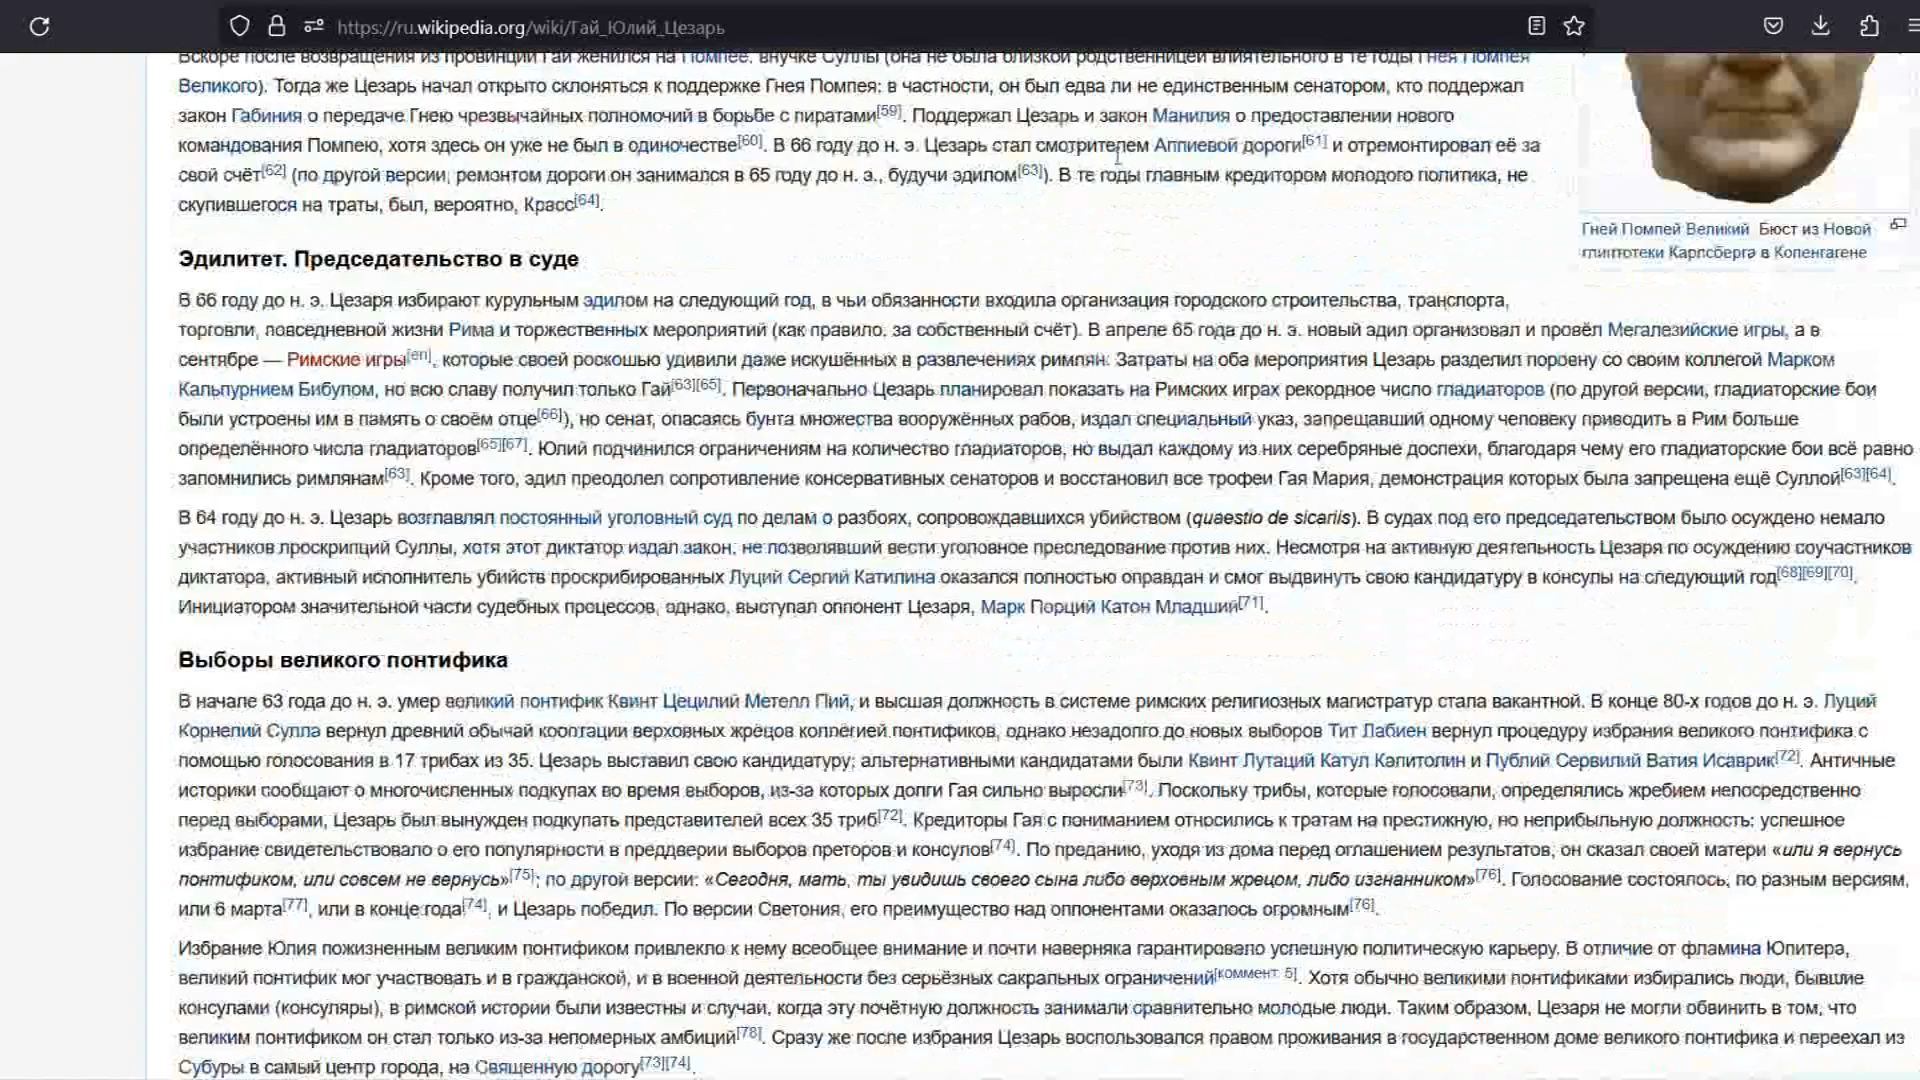 https://ru.wikipedia.org/wiki/Гай_Юлий_Цезарь
Вскоре после возвращения из провинции Гай женился на Помпее, внучке Суллы (она не была близкой родственницей влиятельного в те годы Гнея Помпея
Великого). Тогда же Цезарь начал открыто склоняться к поддержке Гнея Помпея: в частности, он был едва ли не единственным сенатором, кто поддержал
закон Габиния о передаче Гнею чрезвычайных полномочий в борьбе с пиратами[59]. Поддержал Цезарь и закон Манилия о предоставлении нового
командования Помпею, хотя здесь он уже не был в одиночестве[60]. В 66 году до н. э. Цезарь стал смотрителем Аппиевой дороги[61] и отремонтировал её за
свой счёт[62] (по другой версии, ремонтом дороги он занимался в 65 году до н. э., будучи эдилом[63]). В те годы главным кредитором молодого политика, не
скупившегося на траты, был, вероятно, Красс[64].
Гней Помпей Великий. Бюст из Новой
глиптотеки Карлсберга в Копенгагене
Эдилитет. Председательство в суде
В 66 году до н. э. Цезаря избирают курульным эдилом на следующий год, в чьи обязанности входила организация городского строительства, транспорта,
торговли, повседневной жизни Рима и торжественных мероприятий (как правило, за собственный счёт). В апреле 65 года до н. э. новый эдил организовал и провёл Мегалезийские игры, а в
сентябре — Римские игры[en], которые своей роскошью удивили даже искушённых в развлечениях римлян. Затраты на оба мероприятия Цезарь разделил поровну со своим коллегой Марком
Кальпурнием Бибулом, но всю славу получил только Гай[63][65]. Первоначально Цезарь планировал показать на Римских играх рекордное число гладиаторов (по другой версии, гладиаторские бои
были устроены им в память о своём отце[66]), но сенат, опасаясь бунта множества вооружённых рабов, издал специальный указ, запрещавший одному человеку приводить в Рим больше
определённого числа гладиаторов[65][67]. Юлий подчинился ограничениям на количество гладиаторов, но выдал каждому из них серебряные доспехи, благодаря чему его гладиаторские бои всё равно
запомнились римлянам[63]. Кроме того, эдил преодолел сопротивление консервативных сенаторов и восстановил все трофеи Гая Мария, демонстрация которых была запрещена ещё Суллой[63][64].
В 64 году до н. э. Цезарь возглавлял постоянный уголовный суд по делам о разбоях, сопровождавшихся убийством (quaestio de sicariis). В судах под его председательством было осуждено немало
участников проскрипций Суллы, хотя этот диктатор издал закон, не позволявший вести уголовное преследование против них. Несмотря на активную деятельность Цезаря по осуждению соучастников
диктатора, активный исполнитель убийств проскрибированных Луций Сергий Катилина оказался полностью оправдан и смог выдвинуть свою кандидатуру в консулы на следующий год[68][69][70].
Инициатором значительной части судебных процессов, однако, выступал оппонент Цезаря, Марк Порций Катон Младший[71].
Выборы великого понтифика
В начале 63 года до н. э. умер великий понтифик Квинт Цецилий Метелл Пий, и высшая должность в системе римских религиозных магистратур стала вакантной. В конце 80-х годов до н. э. Луций
Корнелий Сулла вернул древний обычай кооптации верховных жрецов коллегией понтификов, однако незадолго до новых выборов Тит Лабиен вернул процедуру избрания великого понтифика с
помощью голосования в 17 трибах из 35. Цезарь выставил свою кандидатуру; альтернативными кандидатами были Квинт Лутаций Катул Капитолин и Публий Сервилий Ватия Исаврик[72]. Античные
историки сообщают о многочисленных подкупах во время выборов, из-за которых долги Гая сильно выросли[73]. Поскольку трибы, которые голосовали, определялись жребием непосредственно
перед выборами, Цезарь был вынужден подкупать представителей всех 35 триб[72]. Кредиторы Гая с пониманием относились к тратам на престижную, но неприбыльную должность: успешное
избрание свидетельствовало о его популярности в преддверии выборов преторов и консулов[74]. По преданию, уходя из дома перед оглашением результатов, он сказал своей матери «или я вернусь
понтификом, или совсем не вернусь»[75]; по другой версии: «Сегодня, мать, ты увидишь своего сына либо верховным жрецом, либо изгнанником»[76]. Голосование состоялось, по разным версиям,
или 6 марта[77], или в конце года[74], и Цезарь победил. По версии Светония, его преимущество над оппонентами оказалось огромным[76].
Избрание Юлия пожизненным великим понтификом привлекло к нему всеобщее внимание и почти наверняка гарантировало успешную политическую карьеру. В отличие от фламина Юпитера,
великий понтифик мог участвовать и в гражданской, и в военной деятельности без серьёзных сакральных ограничений[коммент. 5]. Хотя обычно великими понтификами избирались люди, бывшие
консулами (консуляры), в римской истории были известны и случаи, когда эту почётную должность занимали сравнительно молодые люди. Таким образом, Цезаря не могли обвинить в том, что
великим понтификом он стал только из-за непомерных амбиций[78]. Сразу же после избрания Цезарь воспользовался правом проживания в государственном доме великого понтифика и переехал из
Субуры в самый центр города, на Священную дорогу[73][74].